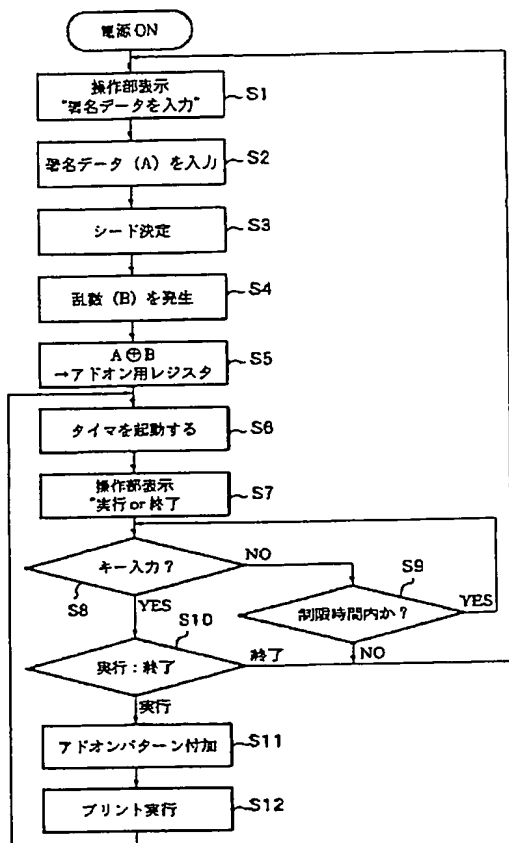 電源ON
操作部表示
"署名データを入力"
S1
署名データ (A) を入力
S2
シード決定
S3
乱数 (B) を発生
S4
A⊕B
→アドオン用レジスタ
S5
タイマを起動する
S6
操作部表示
"実行or終了
S7
キー入力?
NO
S8
YES
S9
制限時間内か?
YES
NO
S10
実行:終了
終了
実行
アドオンパターン付加
S11
プリント実行
S12